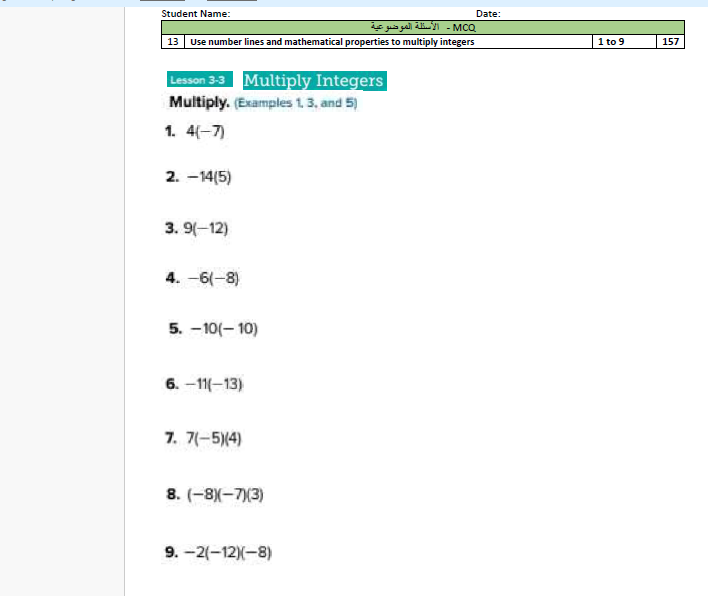 Student Name: Date:
الأسئلة الموضوعية - MCQ
13 Use number lines and mathematical properties to multiply integers 1 to 9 157
Lesson 3-3 Multiply Integers
Multiply. (Examples 1, 3, and 5)
1. 4(−7)
2. −14(5)
3. 9(−12)
4. −6(−8)
5. −10(− 10)
6. −11(−13)
7. 7(−5)(4)
8. (−8)(−7)(3)
9. −2(−12)(−8)